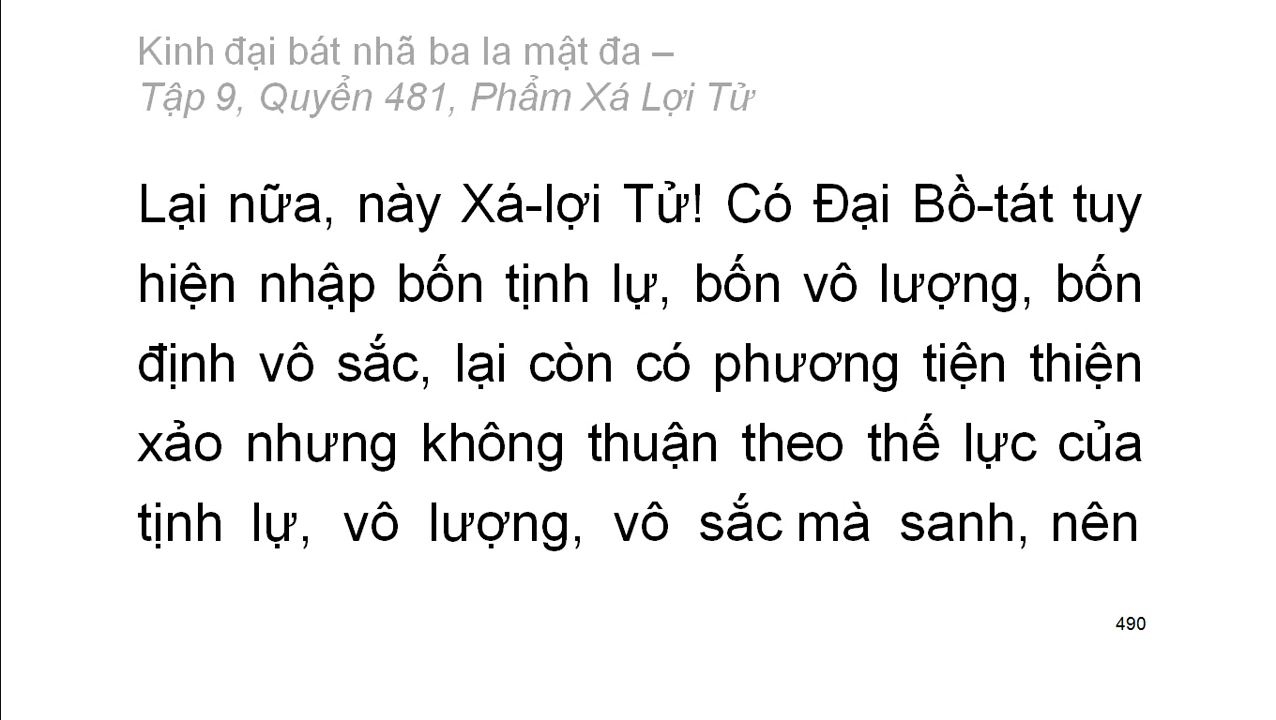 Kinh đại bát nhã ba la mật đa –
Tập 9, Quyển 481, Phẩm Xá Lợi Tử
Lại nữa, này Xá-lợi Tử! Có Đại Bồ-tát tuy
hiện nhập bốn tịnh lự, bốn vô lượng, bốn
định vô sắc, lại còn có phương tiện thiện
xảo nhưng không thuận theo thế lực của
tịnh lự, vô lượng, vô sắc mà sanh, nên
490